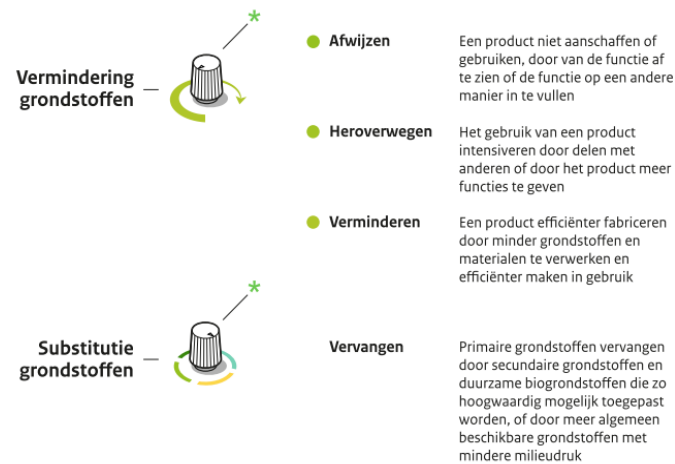 *
Vermindering
grondstoffen
Afwijzen
Een product niet aanschaffen of
gebruiken, door van de functie af
te zien of de functie op een andere
manier in te vullen
Heroverwegen
Het gebruik van een product
intensiveren door delen met
anderen of door het product meer
functies te geven
Verminderen
Een product efficiënter fabriceren
door minder grondstoffen en
materialen te verwerken en
efficiënter maken in gebruik
*
Substitutie
grondstoffen
Vervangen
Primaire grondstoffen vervangen
door secundaire grondstoffen en
duurzame biogrondstoffen die zo
hoogwaardig mogelijk toegepast
worden, of door meer algemeen
beschikbare grondstoffen met
mindere milieudruk